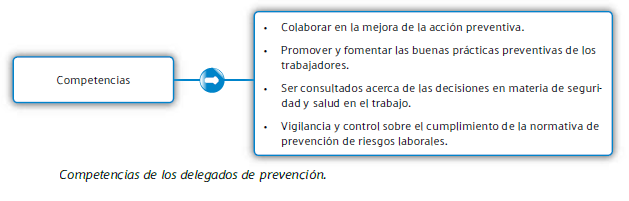 Competencias
• Colaborar en la mejora de la acción preventiva.
• Promover y fomentar las buenas prácticas preventivas de los
trabajadores.
• Ser consultados acerca de las decisiones en materia de seguri-
dad y salud en el trabajo.
• Vigilancia y control sobre el cumplimiento de la normativa de
prevención de riesgos laborales.
Competencias de los delegados de prevención.